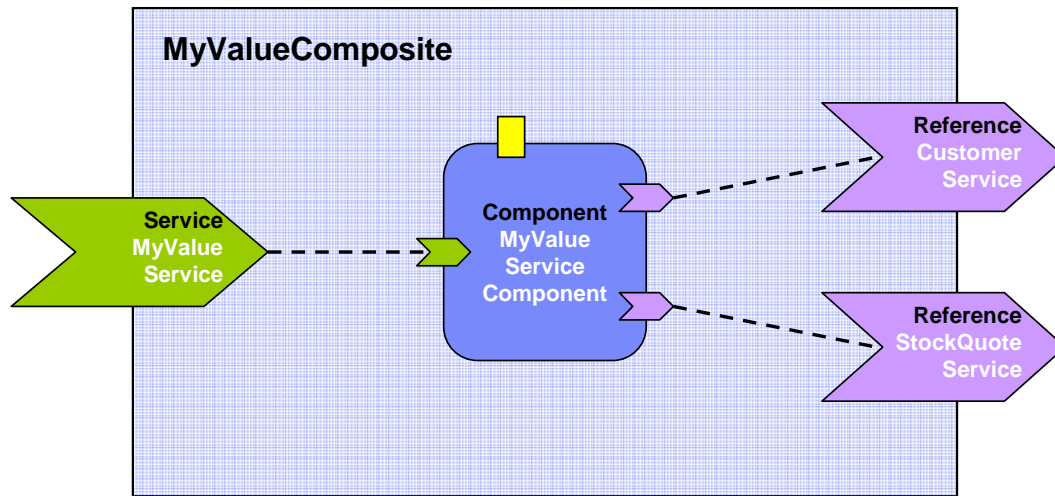 MyValueComposite
Service
MyValue
Service
Component
MyValue
Service
Component
Reference
Customer
Service
Reference
StockQuote
Service